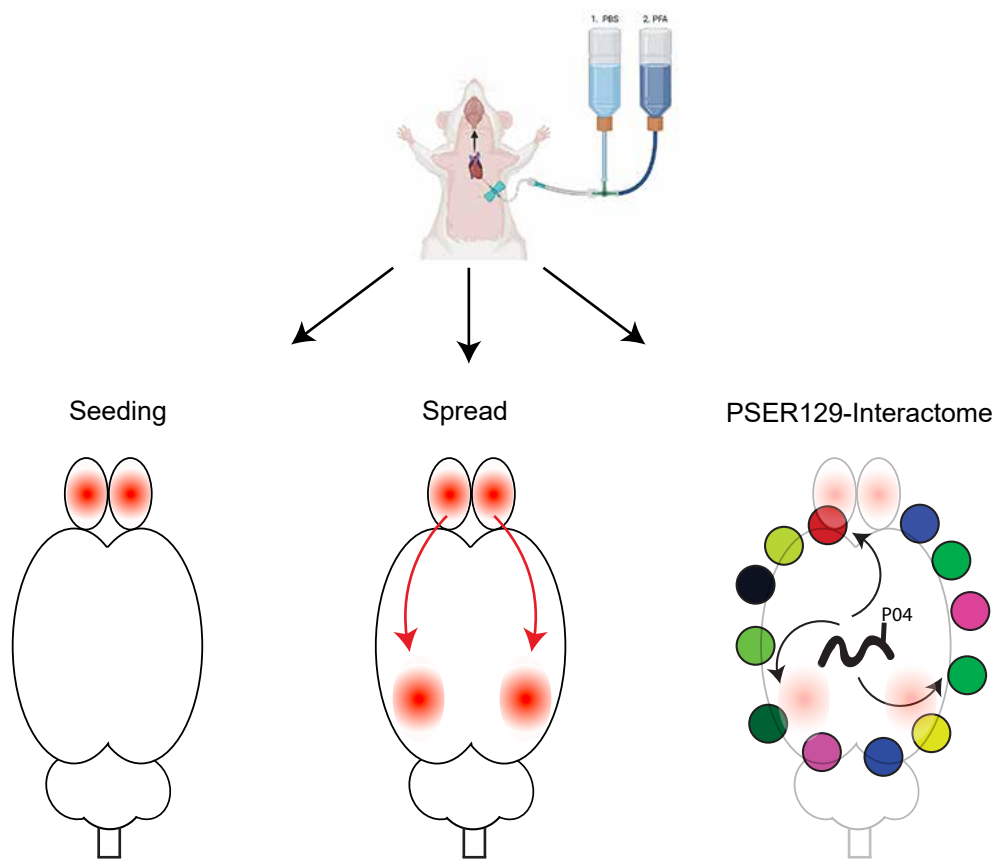 1. PBS
2. PFA
Seeding
Spread
PSER129-Interactome
P04